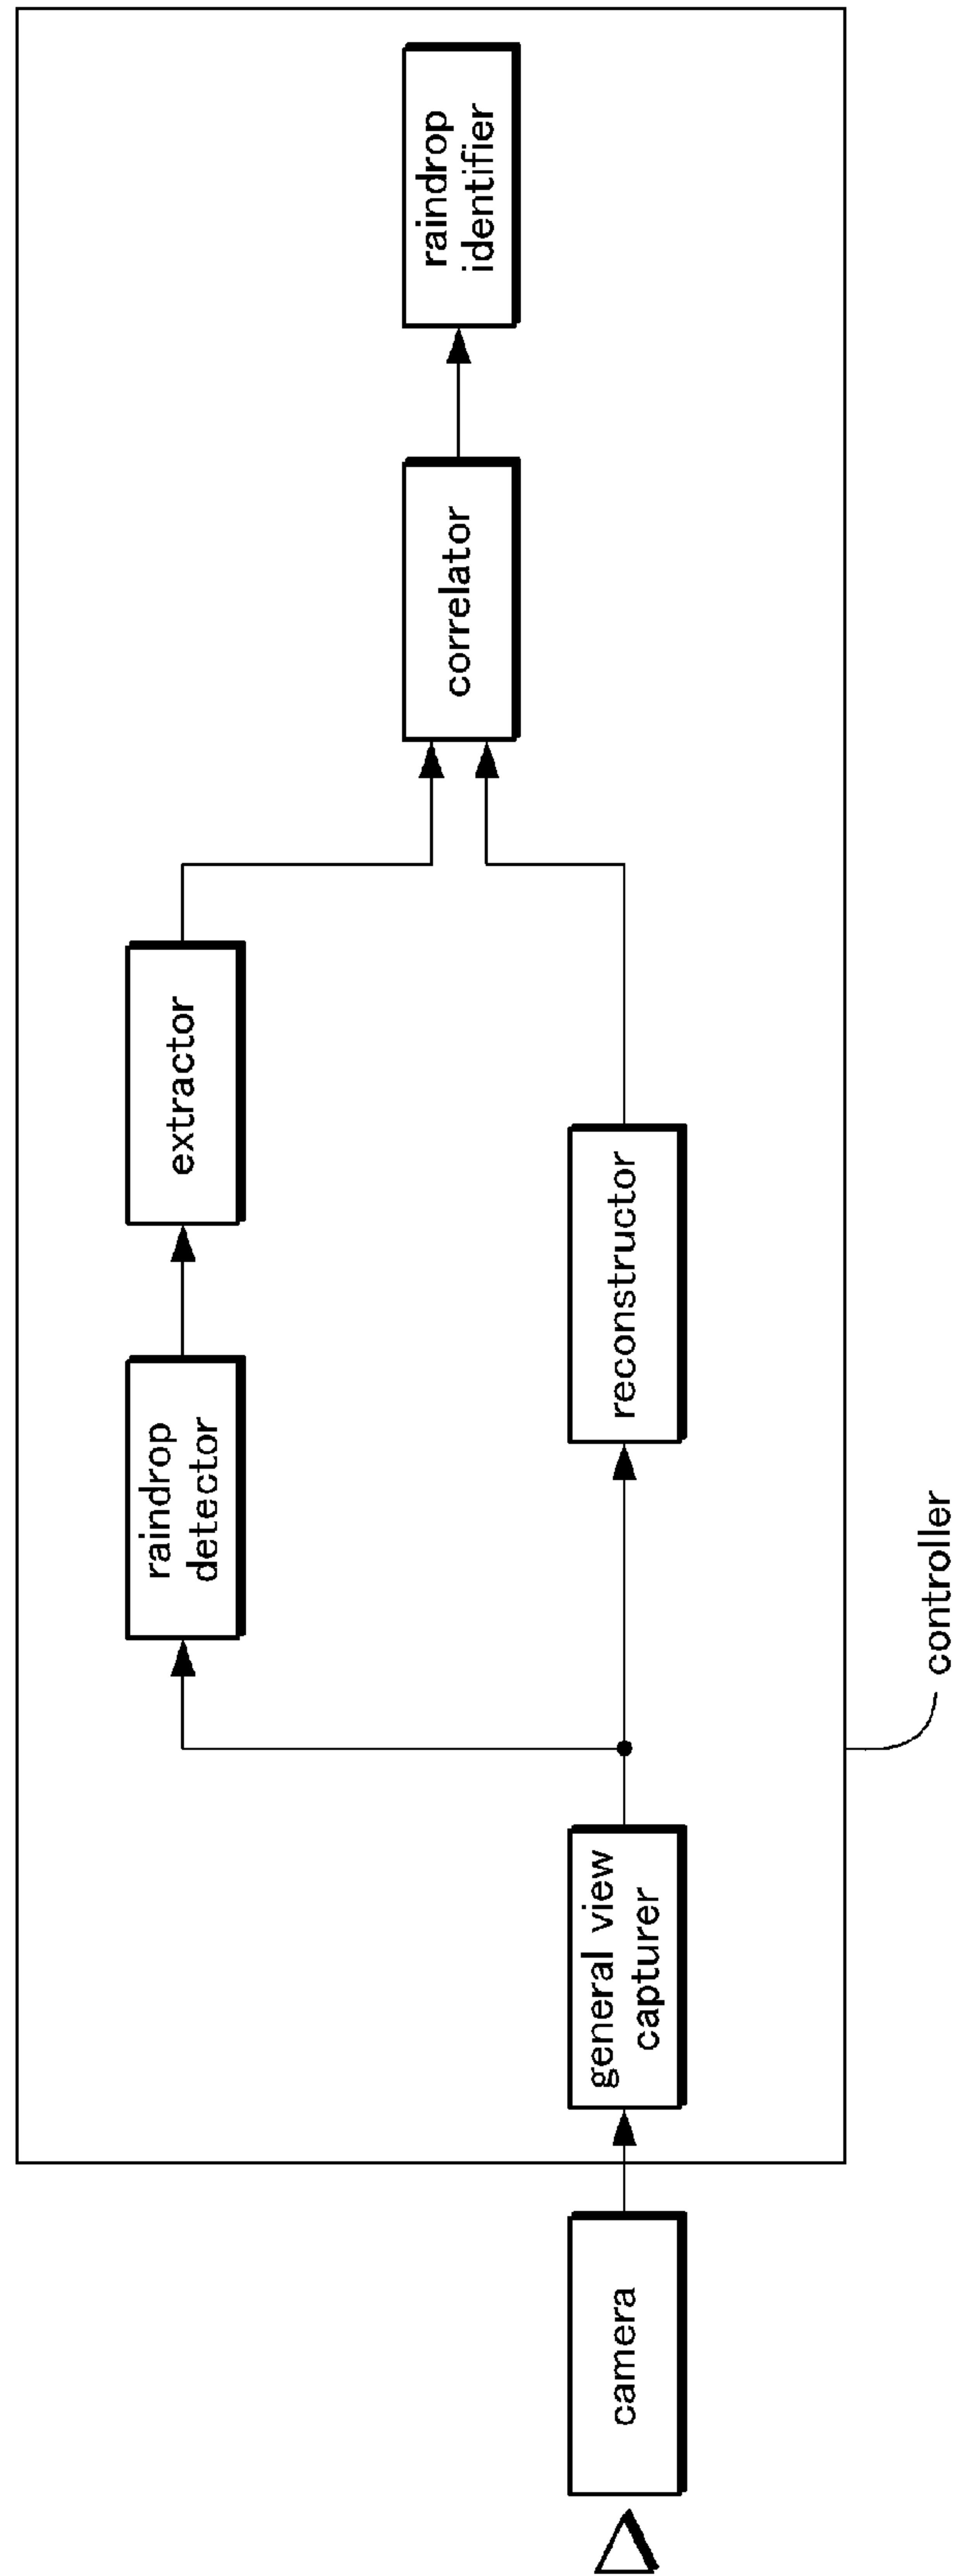 camera
general view
capturer
raindrop
detector
extractor
reconstructor
correlator
raindrop
identifier
controller